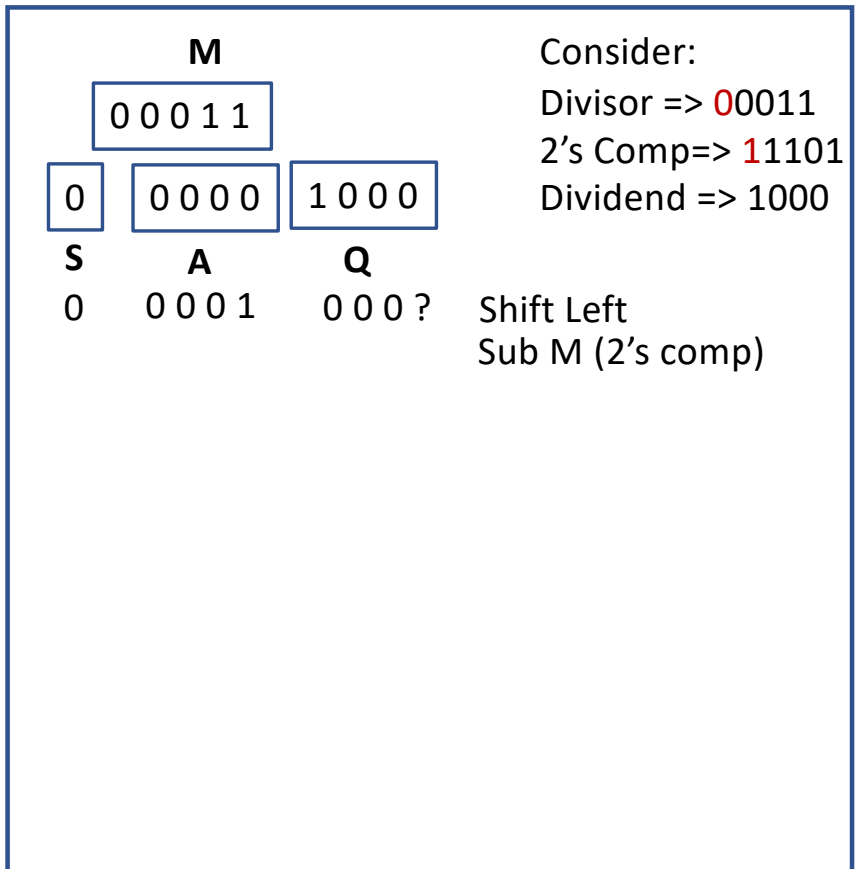 M
0 0 0 1 1
0 0 0 0 0 1 0 0 0
S A Q
0 0 0 0 1 0 0 0 ? Shift Left
Sub M (2’s comp)
Consider:
Divisor => 00011
2’s Comp=> 11101
Dividend => 1000